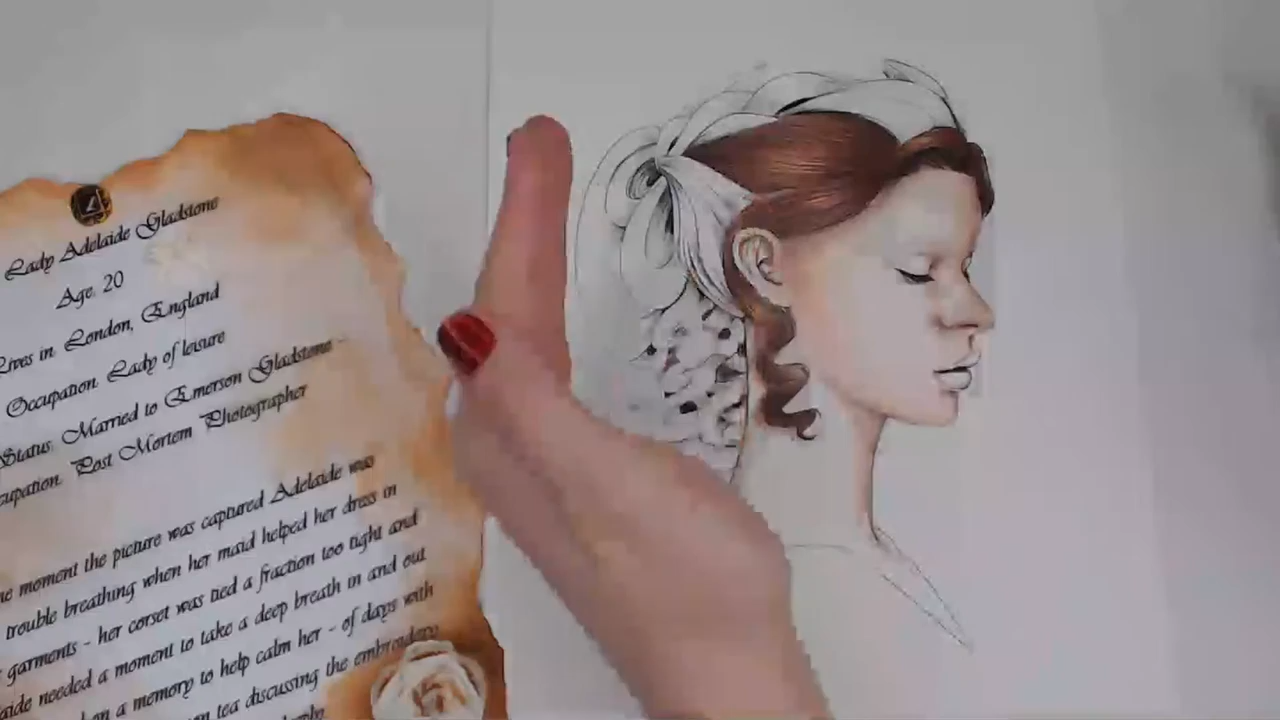 Lady Adelaide Gladstone
Age: 20
Lives in: London, England
Occupation: Lady of leisure
Status: Married to Emerson Gladstone -
Post Mortem Photographer
moment the picture was captured Adelaide was
trouble breathing when her maid helped her dress in
garments - her corset was tied a fraction too tight and
needed a moment to take a deep breath in and out
a memory to help calm her - of days with
tea discussing the embroidery